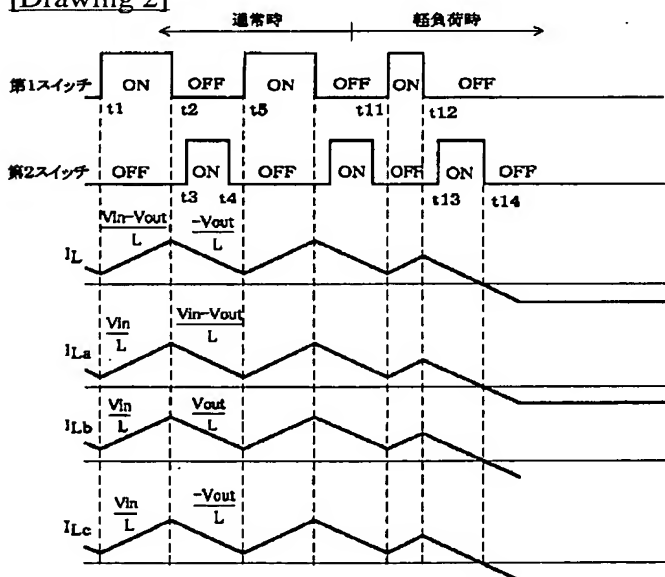 [Drawing 2]
通常時 軽負荷時
第1スイッチ ON OFF ON OFF ON OFF
t1 t2 t5 t11 t12
第2スイッチ OFF ON OFF ON OFF ON OFF
t3 t4 t13 t14
IL Vin-Vout/L -Vout/L
ILa Vin/L Vin-Vout/L
ILb Vin/L Vout/L
ILc Vin/L -Vout/L